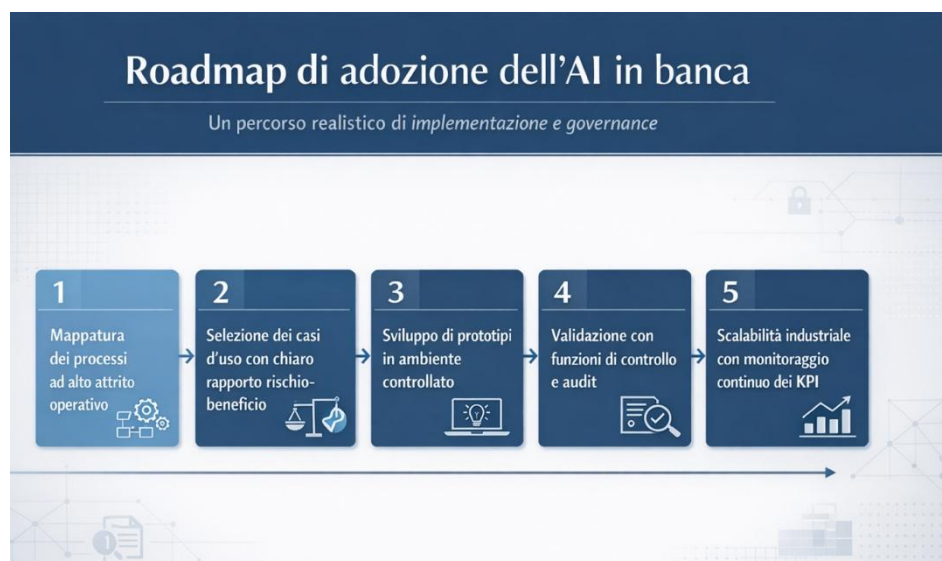 Roadmap di adozione dell’AI in banca
Un percorso realistico di implementazione e governance
1
Mappatura
dei processi
ad alto attrito
operativo
2
Selezione dei casi
d’uso con chiaro
rapporto rischio-
beneficio
3
Sviluppo di prototipi
in ambiente
controllato
4
Validazione con
funzioni di controllo
e audit
5
Scalabilità industriale
con monitoraggio
continuo dei KPI
1